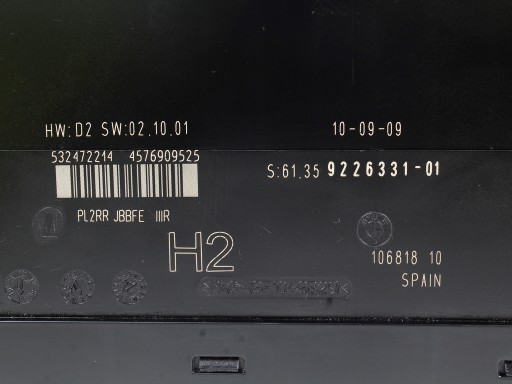 HW: D2 SW:02.10.01
10-09-09
532472214 4576909525
S:61.35 9226331-01
PL2RR JBBFE IIIR
H2
106818 10
SPAIN